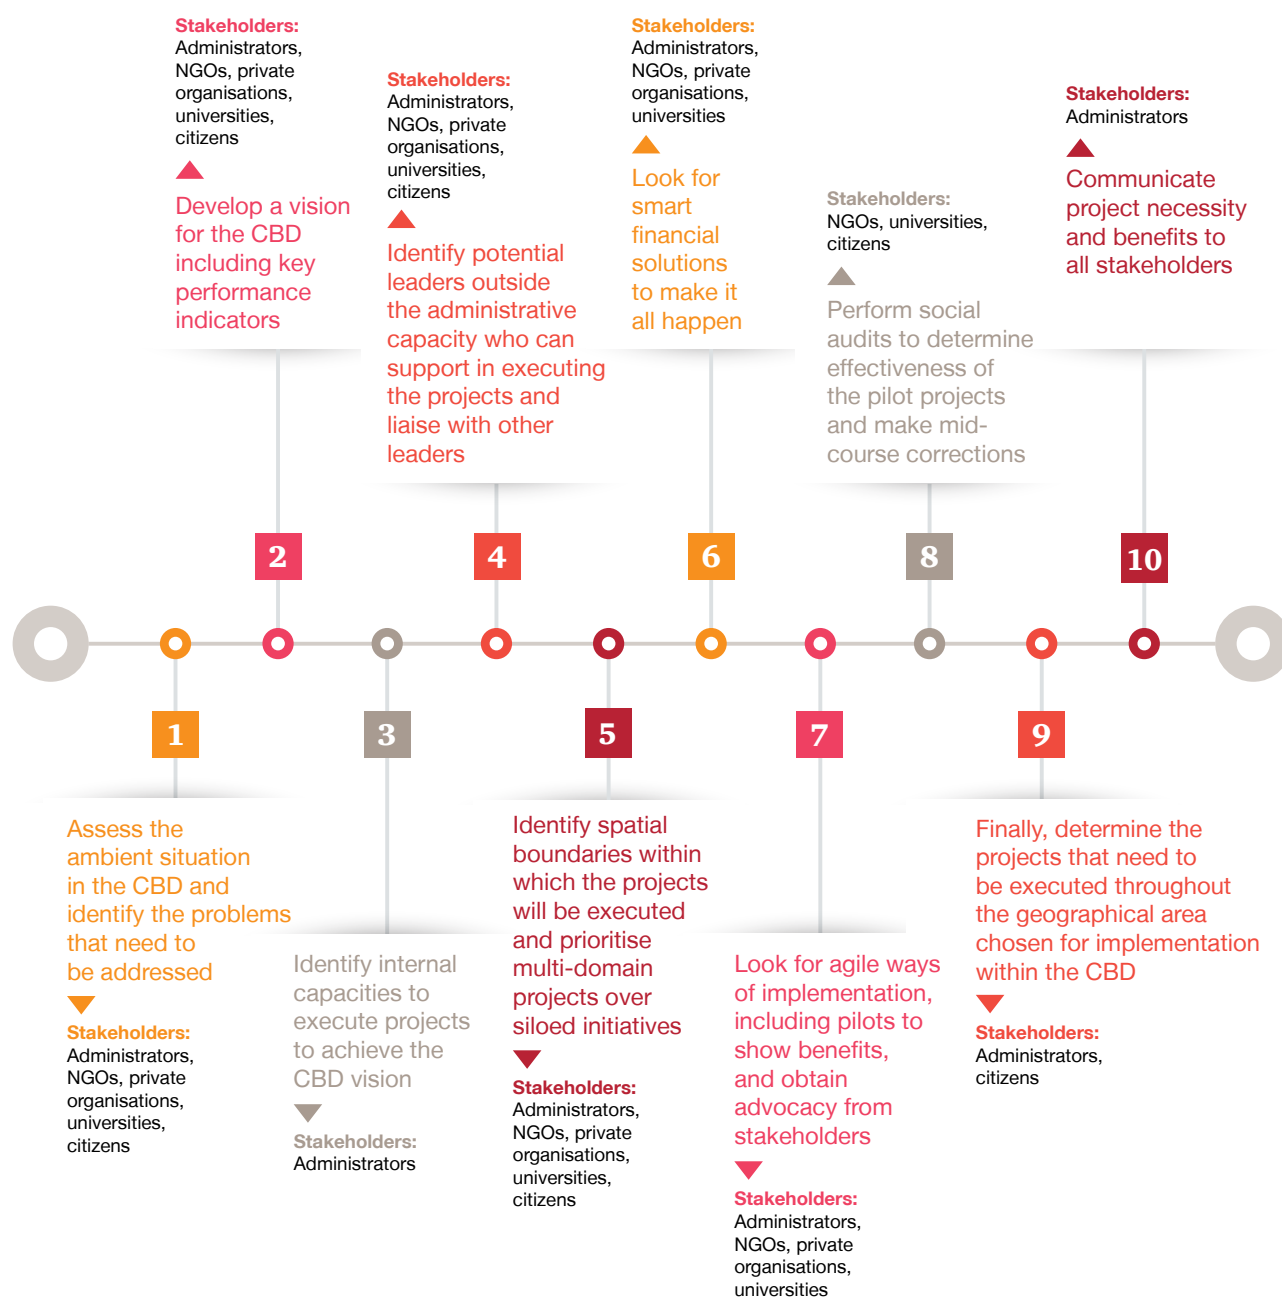 Stakeholders:
Administrators,
NGOs, private
organisations,
universities,
citizens
Develop a vision
for the CBD
including key
performance
indicators
Stakeholders:
Administrators,
NGOs, private
organisations,
universities,
citizens
Identify potential
leaders outside
the administrative
capacity who can
support in executing
the projects and
liaise with other
leaders
Stakeholders:
Administrators,
NGOs, private
organisations,
universities
Look for
smart
financial
solutions
to make it
all happen
Stakeholders:
NGOs, universities,
citizens
Perform social
audits to determine
effectiveness of
the pilot projects
and make mid-
course corrections
Stakeholders:
Administrators
Communicate
project necessity
and benefits to
all stakeholders
2
4
6
8
10
1
3
5
7
9
Assess the
ambient situation
in the CBD and
identify the problems
that need to
be addressed
Stakeholders:
Administrators,
NGOs, private
organisations,
universities,
citizens
Identify internal
capacities to
execute projects
to achieve the
CBD vision
Stakeholders:
Administrators
Identify spatial
boundaries within
which the projects
will be executed
and prioritise
multi-domain
projects over
siloed initiatives
Stakeholders:
Administrators,
NGOs, private
organisations,
universities,
citizens
Look for agile ways
of implementation,
including pilots to
show benefits,
and obtain
advocacy from
stakeholders
Stakeholders:
Administrators,
NGOs, private
organisations,
universities
Finally, determine the
projects that need to
be executed throughout
the geographical area
chosen for implementation
within the CBD
Stakeholders:
Administrators,
citizens